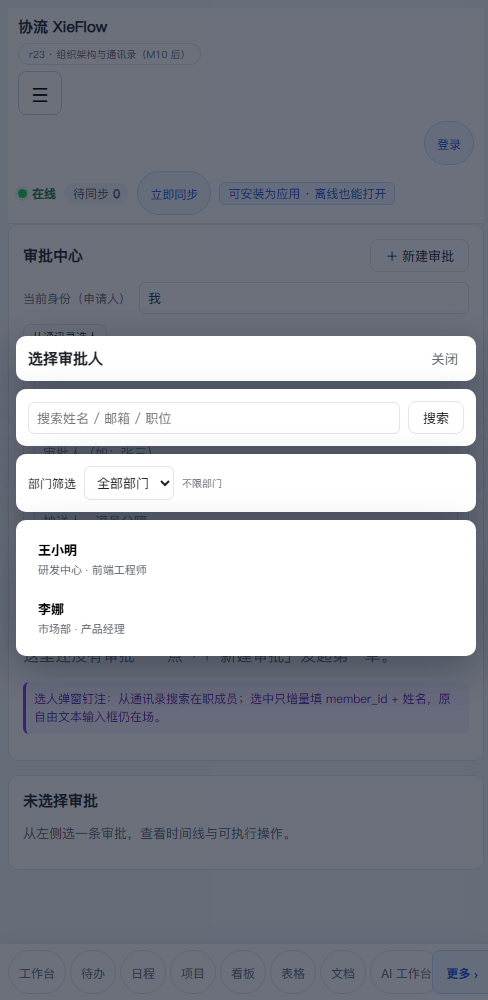 协流 XieFlow
r23 · 组织架构与通讯录（M10 后）
☰
登录
在线 待同步 0 立即同步 可安装为应用 · 离线也能打开
审批中心 ＋ 新建审批
当前身份（申请人） 我
选择审批人 关闭
搜索姓名 / 邮箱 / 职位 搜索
部门筛选 全部部门 不限部门
王小明
研发中心 · 前端工程师
李娜
市场部 · 产品经理
选人弹窗钉注：从通讯录搜索在职成员；选中只增量填 member_id + 姓名，原
自由文本输入框仍在场。
未选择审批
从左侧选一条审批，查看时间线与可执行操作。
工作台 待办 日程 项目 看板 表格 文档 AI 工作台 更多 ›